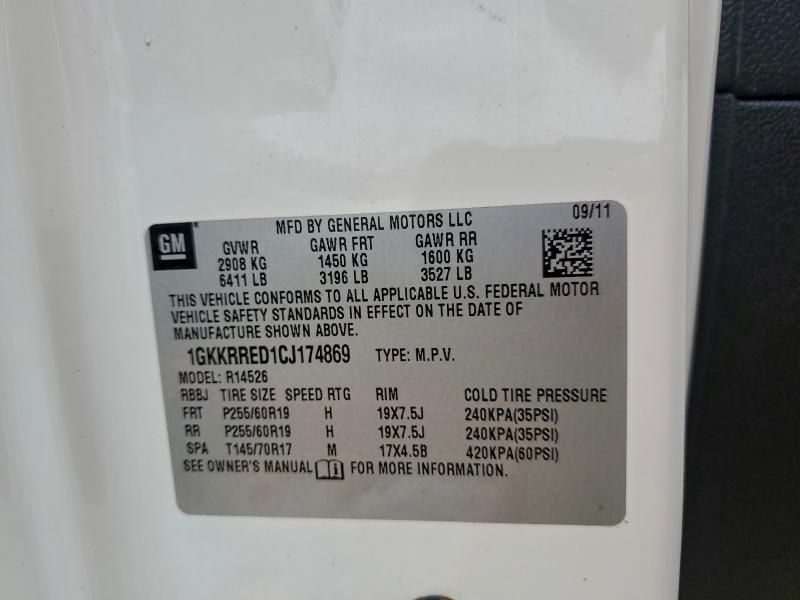 09/11
GM
MFD BY GENERAL MOTORS LLC
GVWR GAWR FRT GAWR RR
2908 KG 1450 KG 1600 KG
6411 LB 3196 LB 3527 LB
THIS VEHICLE CONFORMS TO ALL APPLICABLE U.S. FEDERAL MOTOR
VEHICLE SAFETY STANDARDS IN EFFECT ON THE DATE OF
MANUFACTURE SHOWN ABOVE.
1GKKRRED1CJ174869 TYPE: M.P.V.
MODEL: R14526
RBBJ TIRE SIZE SPEED RTG RIM COLD TIRE PRESSURE
FRT P255/60R19 H 19X7.5J 240KPA(35PSI)
RR P255/60R19 H 19X7.5J 240KPA(35PSI)
SPA T145/70R17 M 17X4.5B 420KPA(60PSI)
SEE OWNER'S MANUAL FOR MORE INFORMATION.